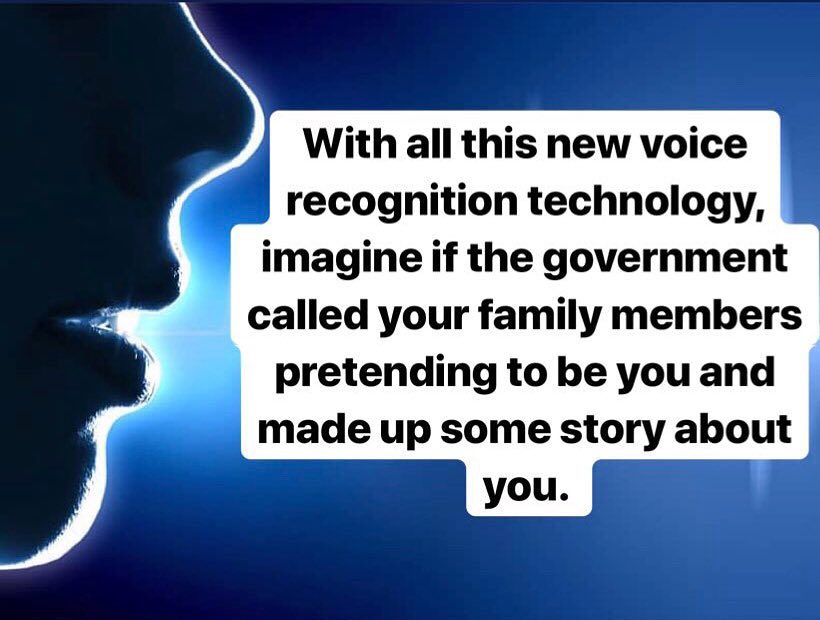 With all this new voice
recognition technology,
imagine if the government
called your family members
pretending to be you and
made up some story about
you.